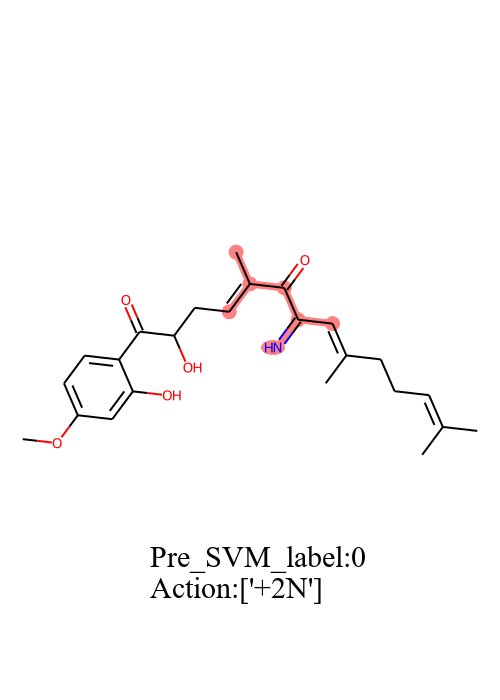 O
O
HN
OH
OH
O
Pre_SVM_label:0
Action:['+2N']